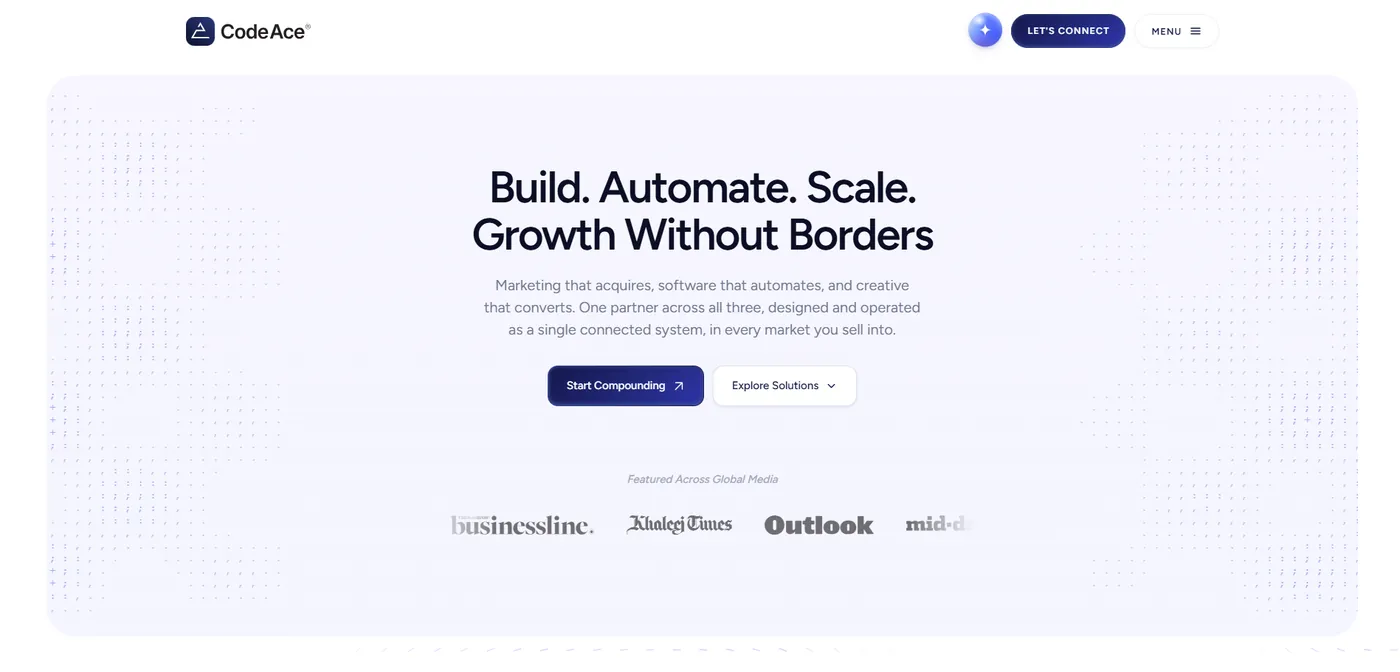 CodeAce®
LET'S CONNECT
MENU
Build. Automate. Scale.
Growth Without Borders
Marketing that acquires, software that automates, and creative
that converts. One partner across all three, designed and operated
as a single connected system, in every market you sell into.
Start Compounding
Explore Solutions
Featured Across Global Media
businessline.
Khaleej Times
Outlook
mid-d